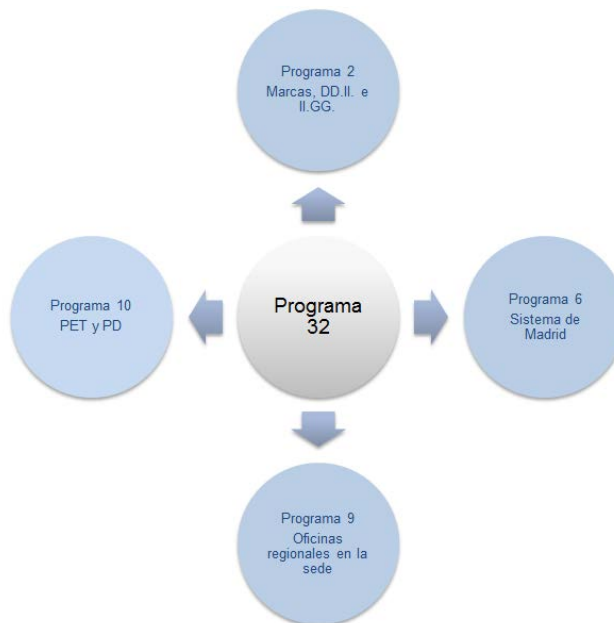 Programa 2
Marcas, DD.II. e
II.GG.
Programa 10
PET y PD
Programa
32
Programa 6
Sistema de
Madrid
Programa 9
Oficinas
regionales en la
sede